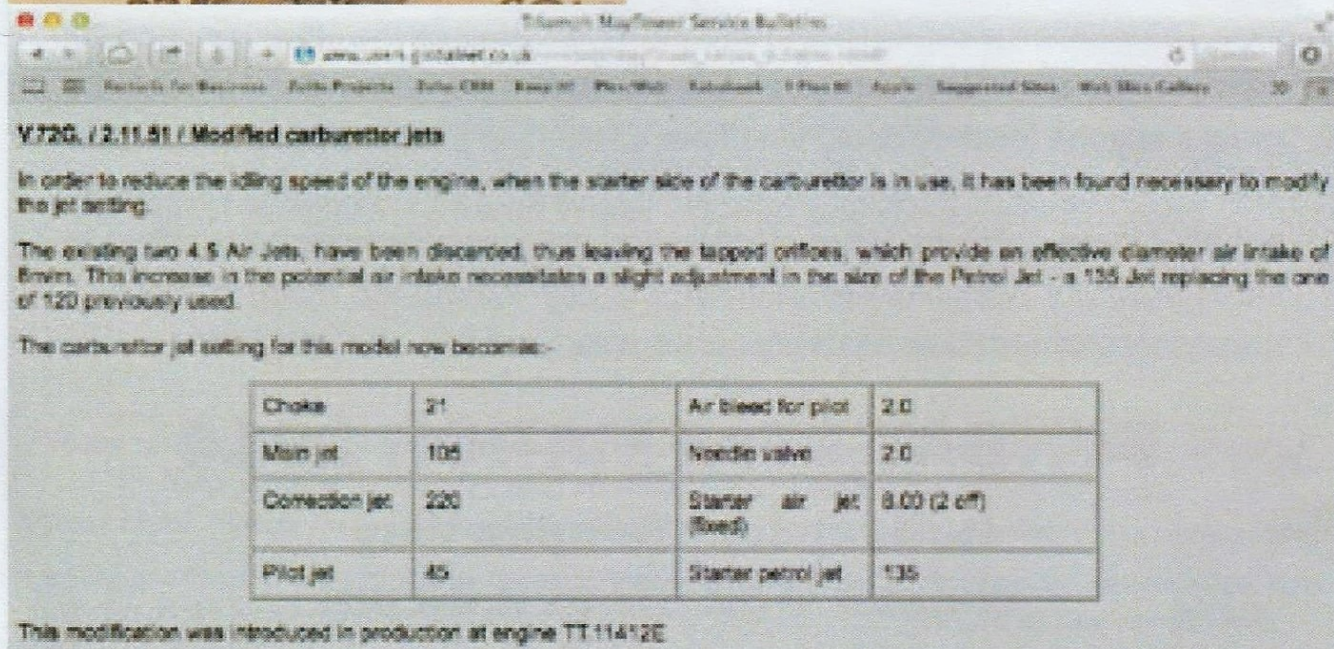 Triumph Mayflower Service Bulletins
V.72G. / 2.11.51 / Modified carburettor jets
In order to reduce the idling speed of the engine, when the starter side of the carburettor is in use, it has been found necessary to modify
the jet setting.
The existing two 4.5 Air Jets, have been discarded, thus leaving the tapped orifices, which provide an effective diameter air intake of
8mm. This increase in the potential air intake necessitates a slight adjustment in the size of the Petrol Jet - a 135 Jet replacing the one
of 120 previously used.
The carburettor jet setting for this model now becomes:-
Choke 21 Air bleed for pilot 2.0
Main jet 105 Needle valve 2.0
Correction jet 220 Starter air jet 8.00 (2 off)
(fixed)
Pilot jet 45 Starter petrol jet 135
This modification was introduced in production at engine TT 11412E